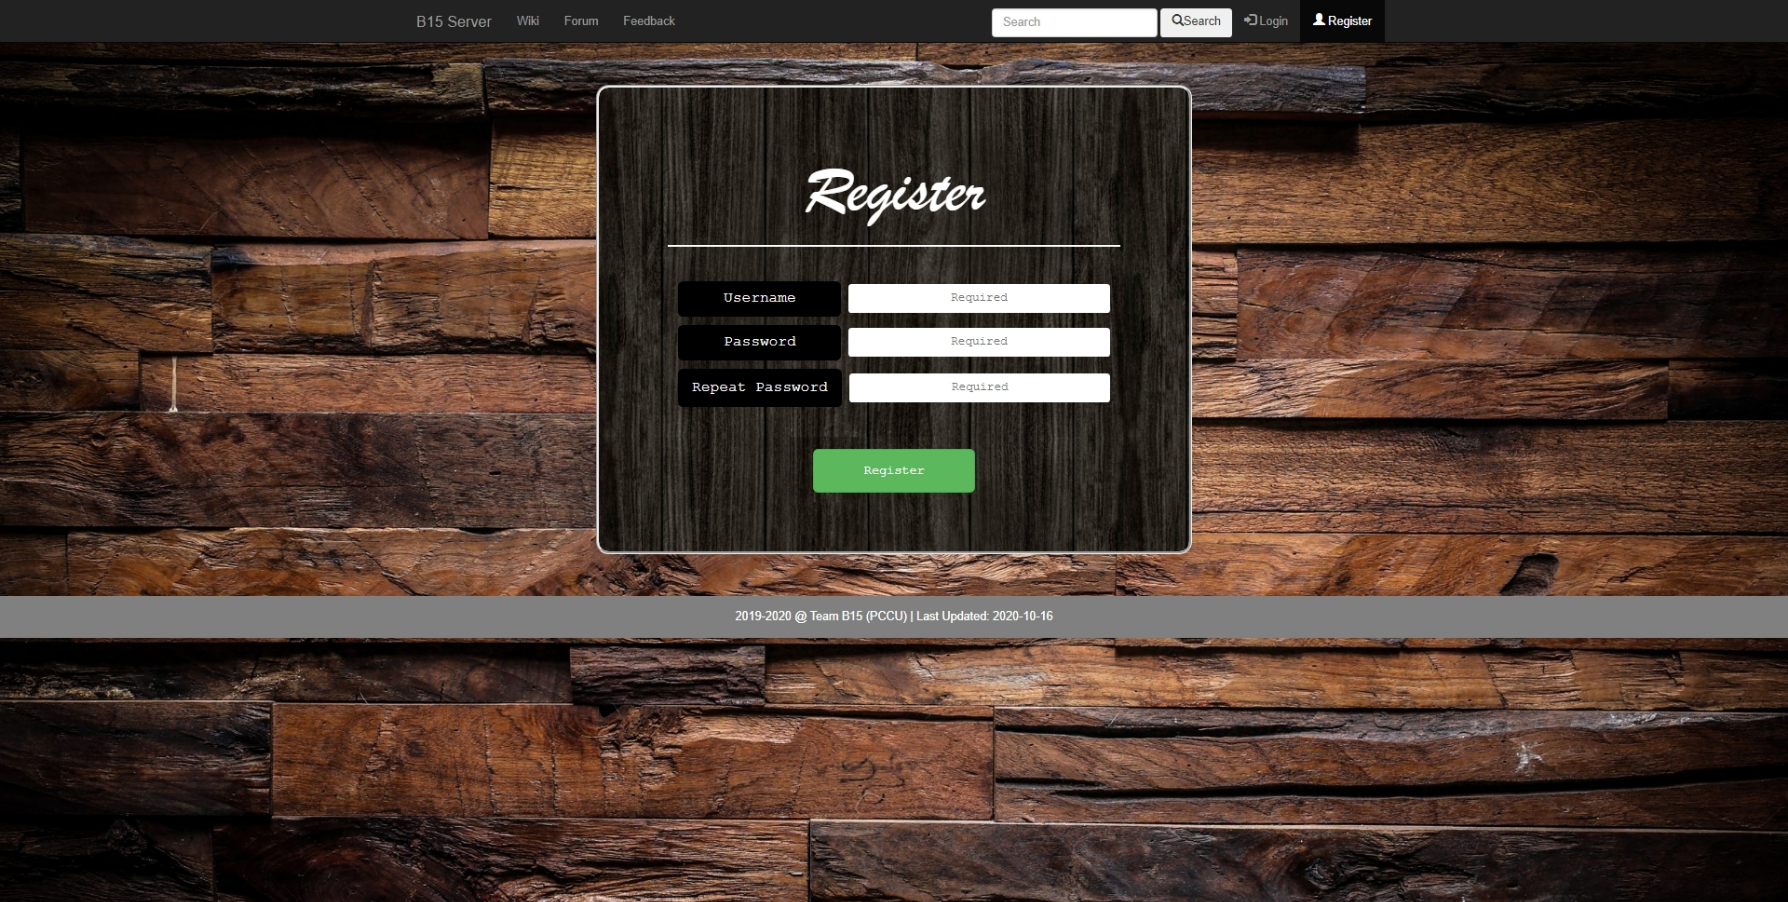 B15 Server Wiki Forum Feedback Search Search Login Register
Register
Username Required
Password Required
Repeat Password Required
Register
2019-2020 @ Team B15 (PCCU) | Last Updated: 2020-10-16